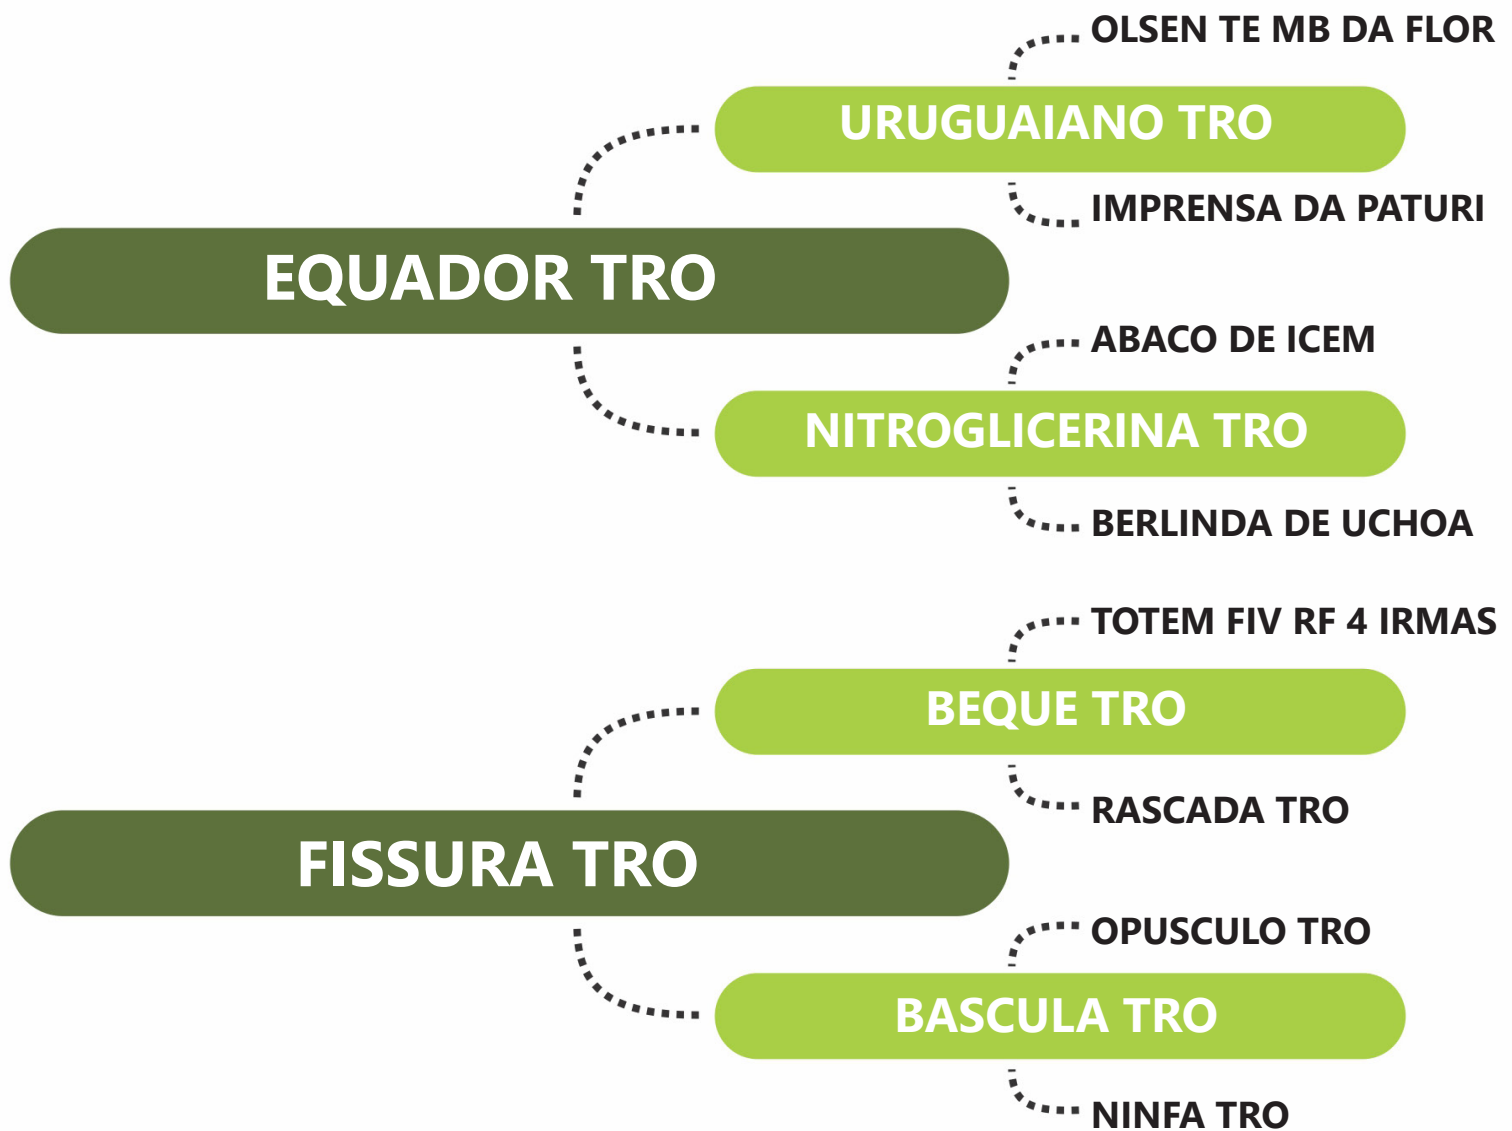 OLSEN TE MB DA FLOR
URUGUAIANO TRO
IMPRENSA DA PATURI
EQUADOR TRO
ABACO DE ICEM
NITROGLICERINA TRO
BERLINDA DE UCHOA
TOTEM FIV RF 4 IRMAS
BEQUE TRO
RASCADA TRO
FISSURA TRO
OPUSCULO TRO
BASCULA TRO
NINFA TRO